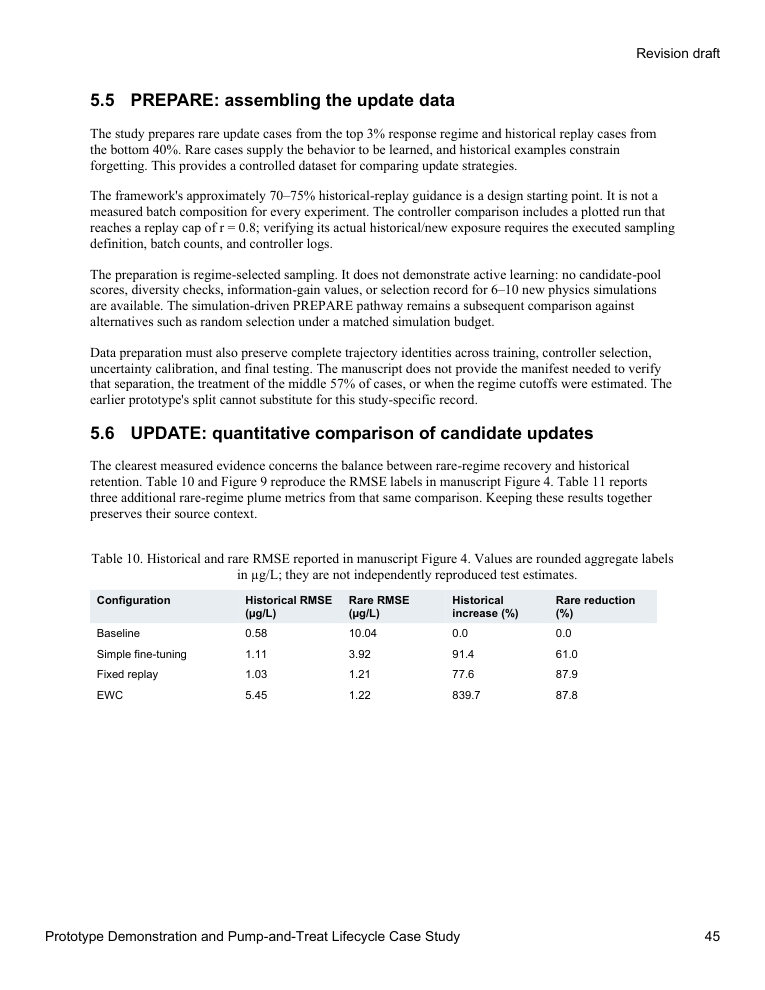 Revision draft
5.5 PREPARE: assembling the update data
The study prepares rare update cases from the top 3% response regime and historical replay cases from
the bottom 40%. Rare cases supply the behavior to be learned, and historical examples constrain
forgetting. This provides a controlled dataset for comparing update strategies.
The framework's approximately 70–75% historical-replay guidance is a design starting point. It is not a
measured batch composition for every experiment. The controller comparison includes a plotted run that
reaches a replay cap of r = 0.8; verifying its actual historical/new exposure requires the executed sampling
definition, batch counts, and controller logs.
The preparation is regime-selected sampling. It does not demonstrate active learning: no candidate-pool
scores, diversity checks, information-gain values, or selection record for 6–10 new physics simulations
are available. The simulation-driven PREPARE pathway remains a subsequent comparison against
alternatives such as random selection under a matched simulation budget.
Data preparation must also preserve complete trajectory identities across training, controller selection,
uncertainty calibration, and final testing. The manuscript does not provide the manifest needed to verify
that separation, the treatment of the middle 57% of cases, or when the regime cutoffs were estimated. The
earlier prototype's split cannot substitute for this study-specific record.
5.6 UPDATE: quantitative comparison of candidate updates
The clearest measured evidence concerns the balance between rare-regime recovery and historical
retention. Table 10 and Figure 9 reproduce the RMSE labels in manuscript Figure 4. Table 11 reports
three additional rare-regime plume metrics from that same comparison. Keeping these results together
preserves their source context.
Table 10. Historical and rare RMSE reported in manuscript Figure 4. Values are rounded aggregate labels
in µg/L; they are not independently reproduced test estimates.
Configuration Historical RMSE (µg/L) Rare RMSE (µg/L) Historical increase (%) Rare reduction (%)
Baseline 0.58 10.04 0.0 0.0
Simple fine-tuning 1.11 3.92 91.4 61.0
Fixed replay 1.03 1.21 77.6 87.9
EWC 5.45 1.22 839.7 87.8
Prototype Demonstration and Pump-and-Treat Lifecycle Case Study 45